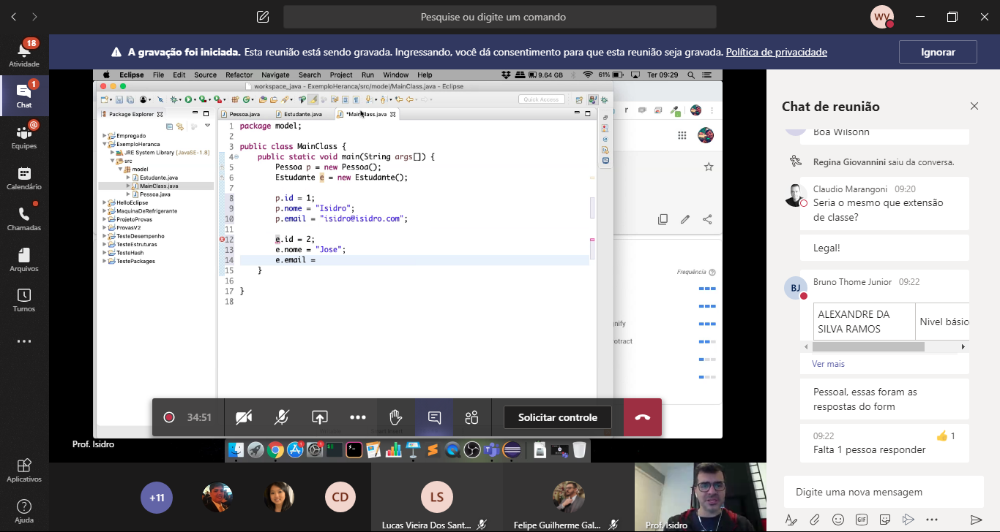 Pesquise ou digite um comando
WV
18
Atividade
1
Chat
Equipes
Calendário
Chamadas
Arquivos
Turnos
Aplicativos
Ajuda
A gravação foi iniciada. Esta reunião está sendo gravada. Ingressando, você dá consentimento para que esta reunião seja gravada. Política de privacidade
Ignorar
Eclipse File Edit Source Refactor Navigate Search Project Run Window Help
9.64 GB 61% Ter 09:29
workspace_java - ExemploHeranca/src/model/MainClass.java - Eclipse
Quick Access
Package Explorer
Empregado
ExemploHeranca
JRE System Library [JavaSE-1.8]
src
model
Estudante.java
MainClass.java
Pessoa.java
HelloEclipse
MaquinaDeRefrigerante
ProjetoProvas
ProvasV2
TesteDesempenho
TesteEstruturas
TesteHash
TestePackages
Pessoa.java Estudante.java
1 package model;
2
3 public class MainClass {
4 public static void main(String args[]) {
5 Pessoa p = new Pessoa();
6 Estudante e = new Estudante();
7
8 p.id = 1;
9 p.nome = "Isidro";
10 p.email = "isidro@isidro.com";
11
12 e.id = 2;
13 e.nome = "Jose";
14 e.email =
15 }
16
17 }
18
r
Frequência
nify
otract
34:51
Solicitar controle
Prof. Isidro
+11
CD
LS
Lucas Vieira Dos Sant...
Felipe Guilherme Gal...
Prof. Isidro
Chat de reunião
Boa Wilsonn
Regina Giovannini saiu da conversa.
Claudio Marangoni 09:20
Seria o mesmo que extensão
de classe?
Legal!
BJ
Bruno Thome Junior 09:22
ALEXANDRE DA
SILVA RAMOS
Nivel básic
Ver mais
Pessoal, essas foram as
respostas do form
09:22
1
Falta 1 pessoa responder
Digite uma nova mensagem
GIF